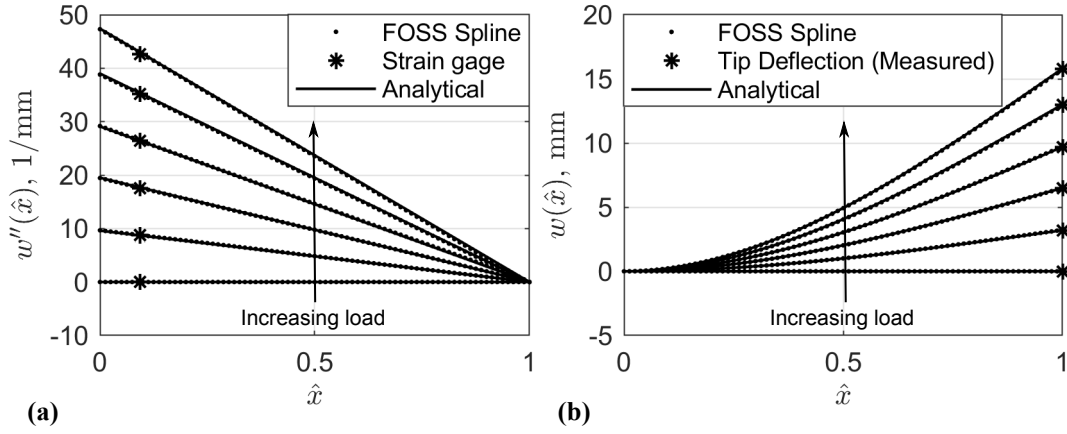 50
40
30
20
10
0
-10
w′′(x̂), 1/mm
FOSS Spline
Strain gage
Analytical
Increasing load
0
0.5
1
x̂
(a)
20
15
10
5
0
-5
w(x̂), mm
FOSS Spline
Tip Deflection (Measured)
Analytical
Increasing load
0
0.5
1
x̂
(b)